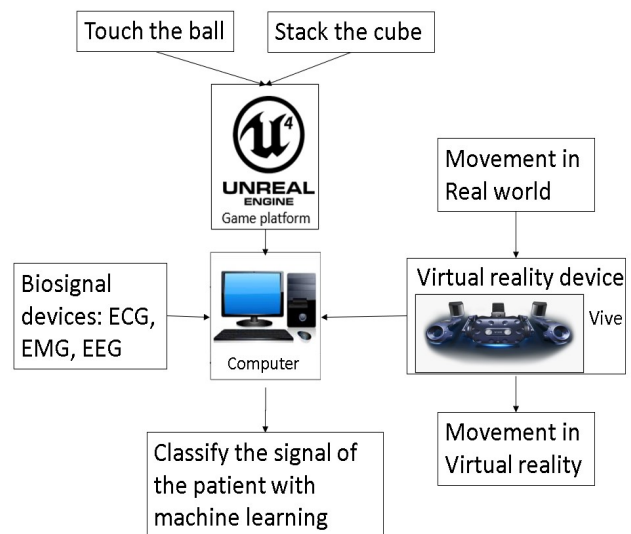 Touch the ball
Stack the cube
4
UNREAL
ENGINE
Game platform
Movement in
Real world
Biosignal
devices: ECG,
EMG, EEG
Computer
Virtual reality device
Vive
Classify the signal of
the patient with
machine learning
Movement in
Virtual reality